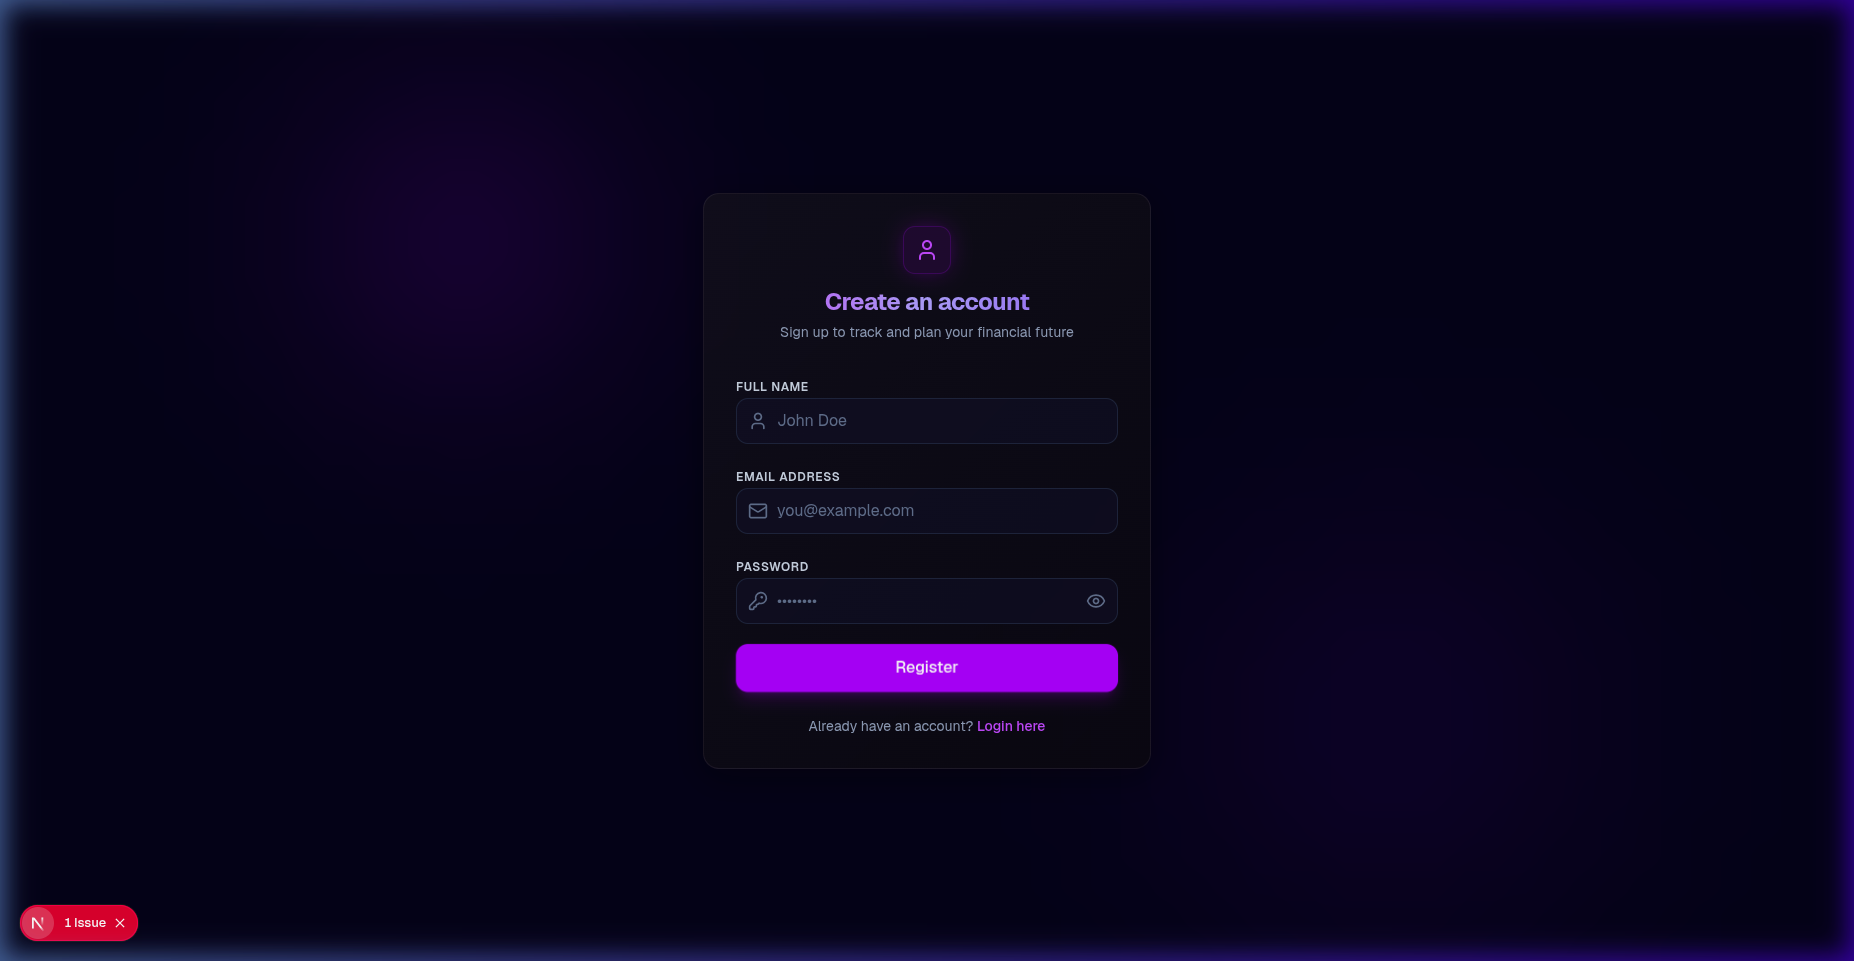 Create an account
Sign up to track and plan your financial future
FULL NAME
John Doe
EMAIL ADDRESS
you@example.com
PASSWORD
••••••••
Register
Already have an account? Login here
N 1 Issue